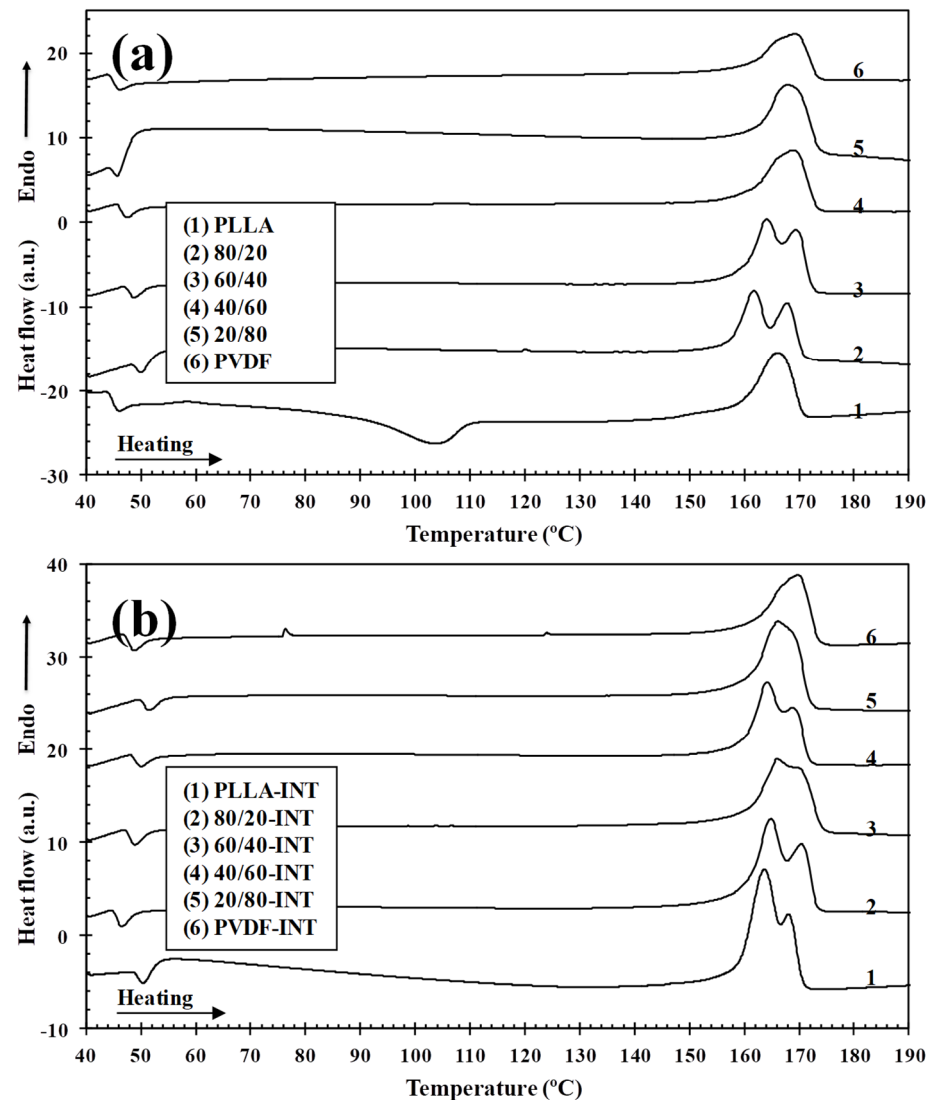 (a)
20
10
0
-10
-20
-30
Heat flow (a.u.)
Endo
6
5
4
3
2
1
(1) PLLA
(2) 80/20
(3) 60/40
(4) 40/60
(5) 20/80
(6) PVDF
Heating
40 50 60 70 80 90 100 110 120 130 140 150 160 170 180 190
Temperature (ºC)
(b)
40
30
20
10
0
-10
Heat flow (a.u.)
Endo
6
5
4
3
2
1
(1) PLLA-INT
(2) 80/20-INT
(3) 60/40-INT
(4) 40/60-INT
(5) 20/80-INT
(6) PVDF-INT
Heating
40 50 60 70 80 90 100 110 120 130 140 150 160 170 180 190
Temperature (ºC)